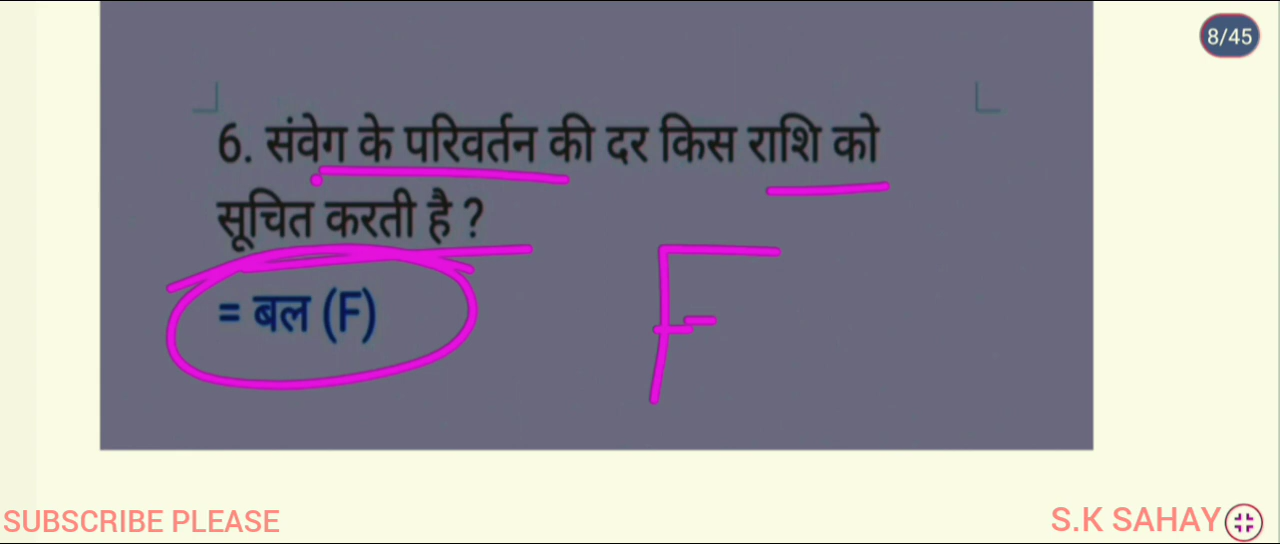 8/45
6. संवेग के परिवर्तन की दर किस राशि को
सूचित करती है ?
= बल (F)
F
SUBSCRIBE PLEASE
S.K SAHAY